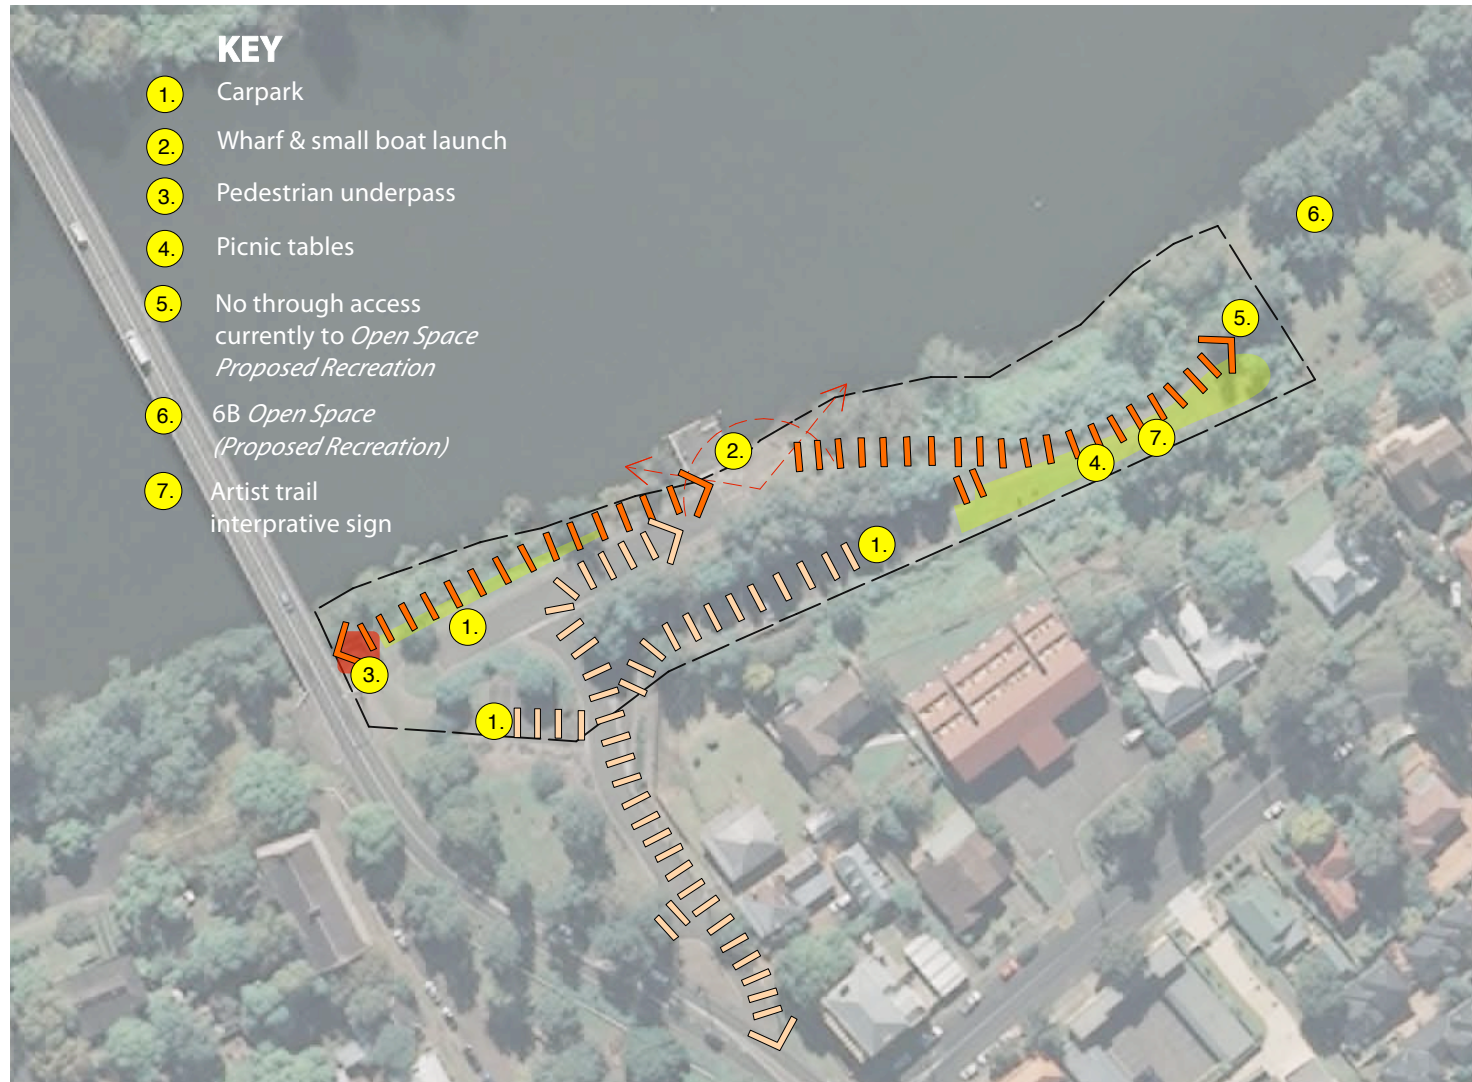 KEY
1. Carpark
2. Wharf & small boat launch
3. Pedestrian underpass
4. Picnic tables
5. No through access
currently to Open Space
Proposed Recreation
6. 6B Open Space
(Proposed Recreation)
7. Artist trail
interprative sign
6.
5.
7.
2.
4.
1.
1.
3.
1.